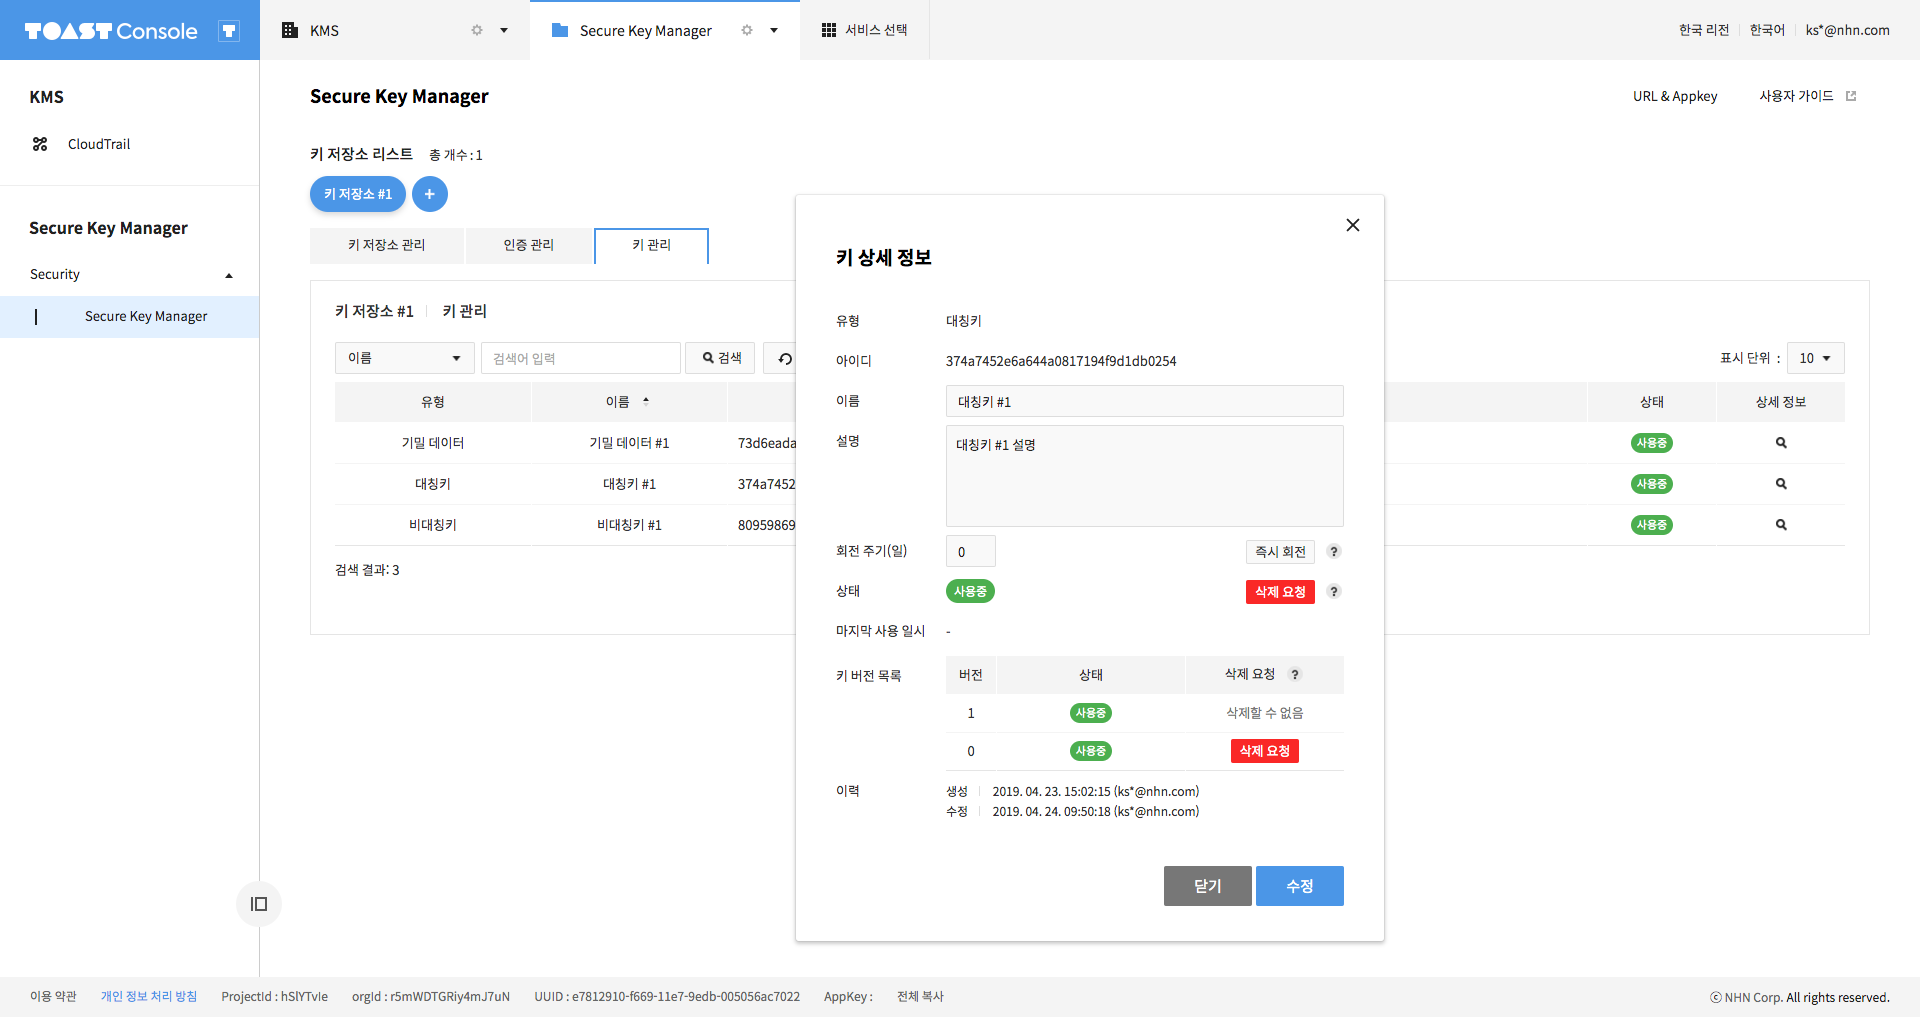 TOAST Console
KMS
Secure Key Manager
서비스 선택
한국 리전
한국어
ks*@nhn.com
KMS
CloudTrail
Secure Key Manager
Security
Secure Key Manager
Secure Key Manager
URL & Appkey
사용자 가이드
키 저장소 리스트
총 개수 : 1
키 저장소 #1
+
키 저장소 관리
인증 관리
키 관리
키 저장소 #1
키 관리
이름
검색어 입력
검색
표시 단위 :
10
유형
이름
상태
상세 정보
기밀 데이터
기밀 데이터 #1
73d6eada
사용중
대칭키
대칭키 #1
374a7452
사용중
비대칭키
비대칭키 #1
80959869
사용중
검색 결과: 3
키 상세 정보
유형
대칭키
아이디
374a7452e6a644a0817194f9d1db0254
이름
대칭키 #1
설명
대칭키 #1 설명
회전 주기(일)
0
즉시 회전
?
상태
사용중
삭제 요청
?
마지막 사용 일시
-
키 버전 목록
버전
상태
삭제 요청
?
1
사용중
삭제할 수 없음
0
사용중
삭제 요청
이력
생성
2019. 04. 23. 15:02:15 (ks*@nhn.com)
수정
2019. 04. 24. 09:50:18 (ks*@nhn.com)
닫기
수정
이용 약관
개인 정보 처리 방침
ProjectId : hSlYTvIe
orgId : r5mWDTGRiy4mJ7uN
UUID : e7812910-f669-11e7-9edb-005056ac7022
AppKey :
전체 복사
ⓒ NHN Corp. All rights reserved.